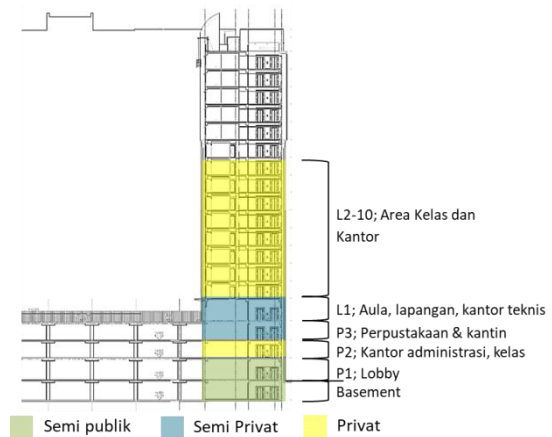 L2-10; Area Kelas dan
Kantor
L1; Aula, lapangan, kantor teknis
P3; Perpustakaan & kantin
P2; Kantor administrasi, kelas
P1; Lobby
Basement
Semi publik
Semi Privat
Privat